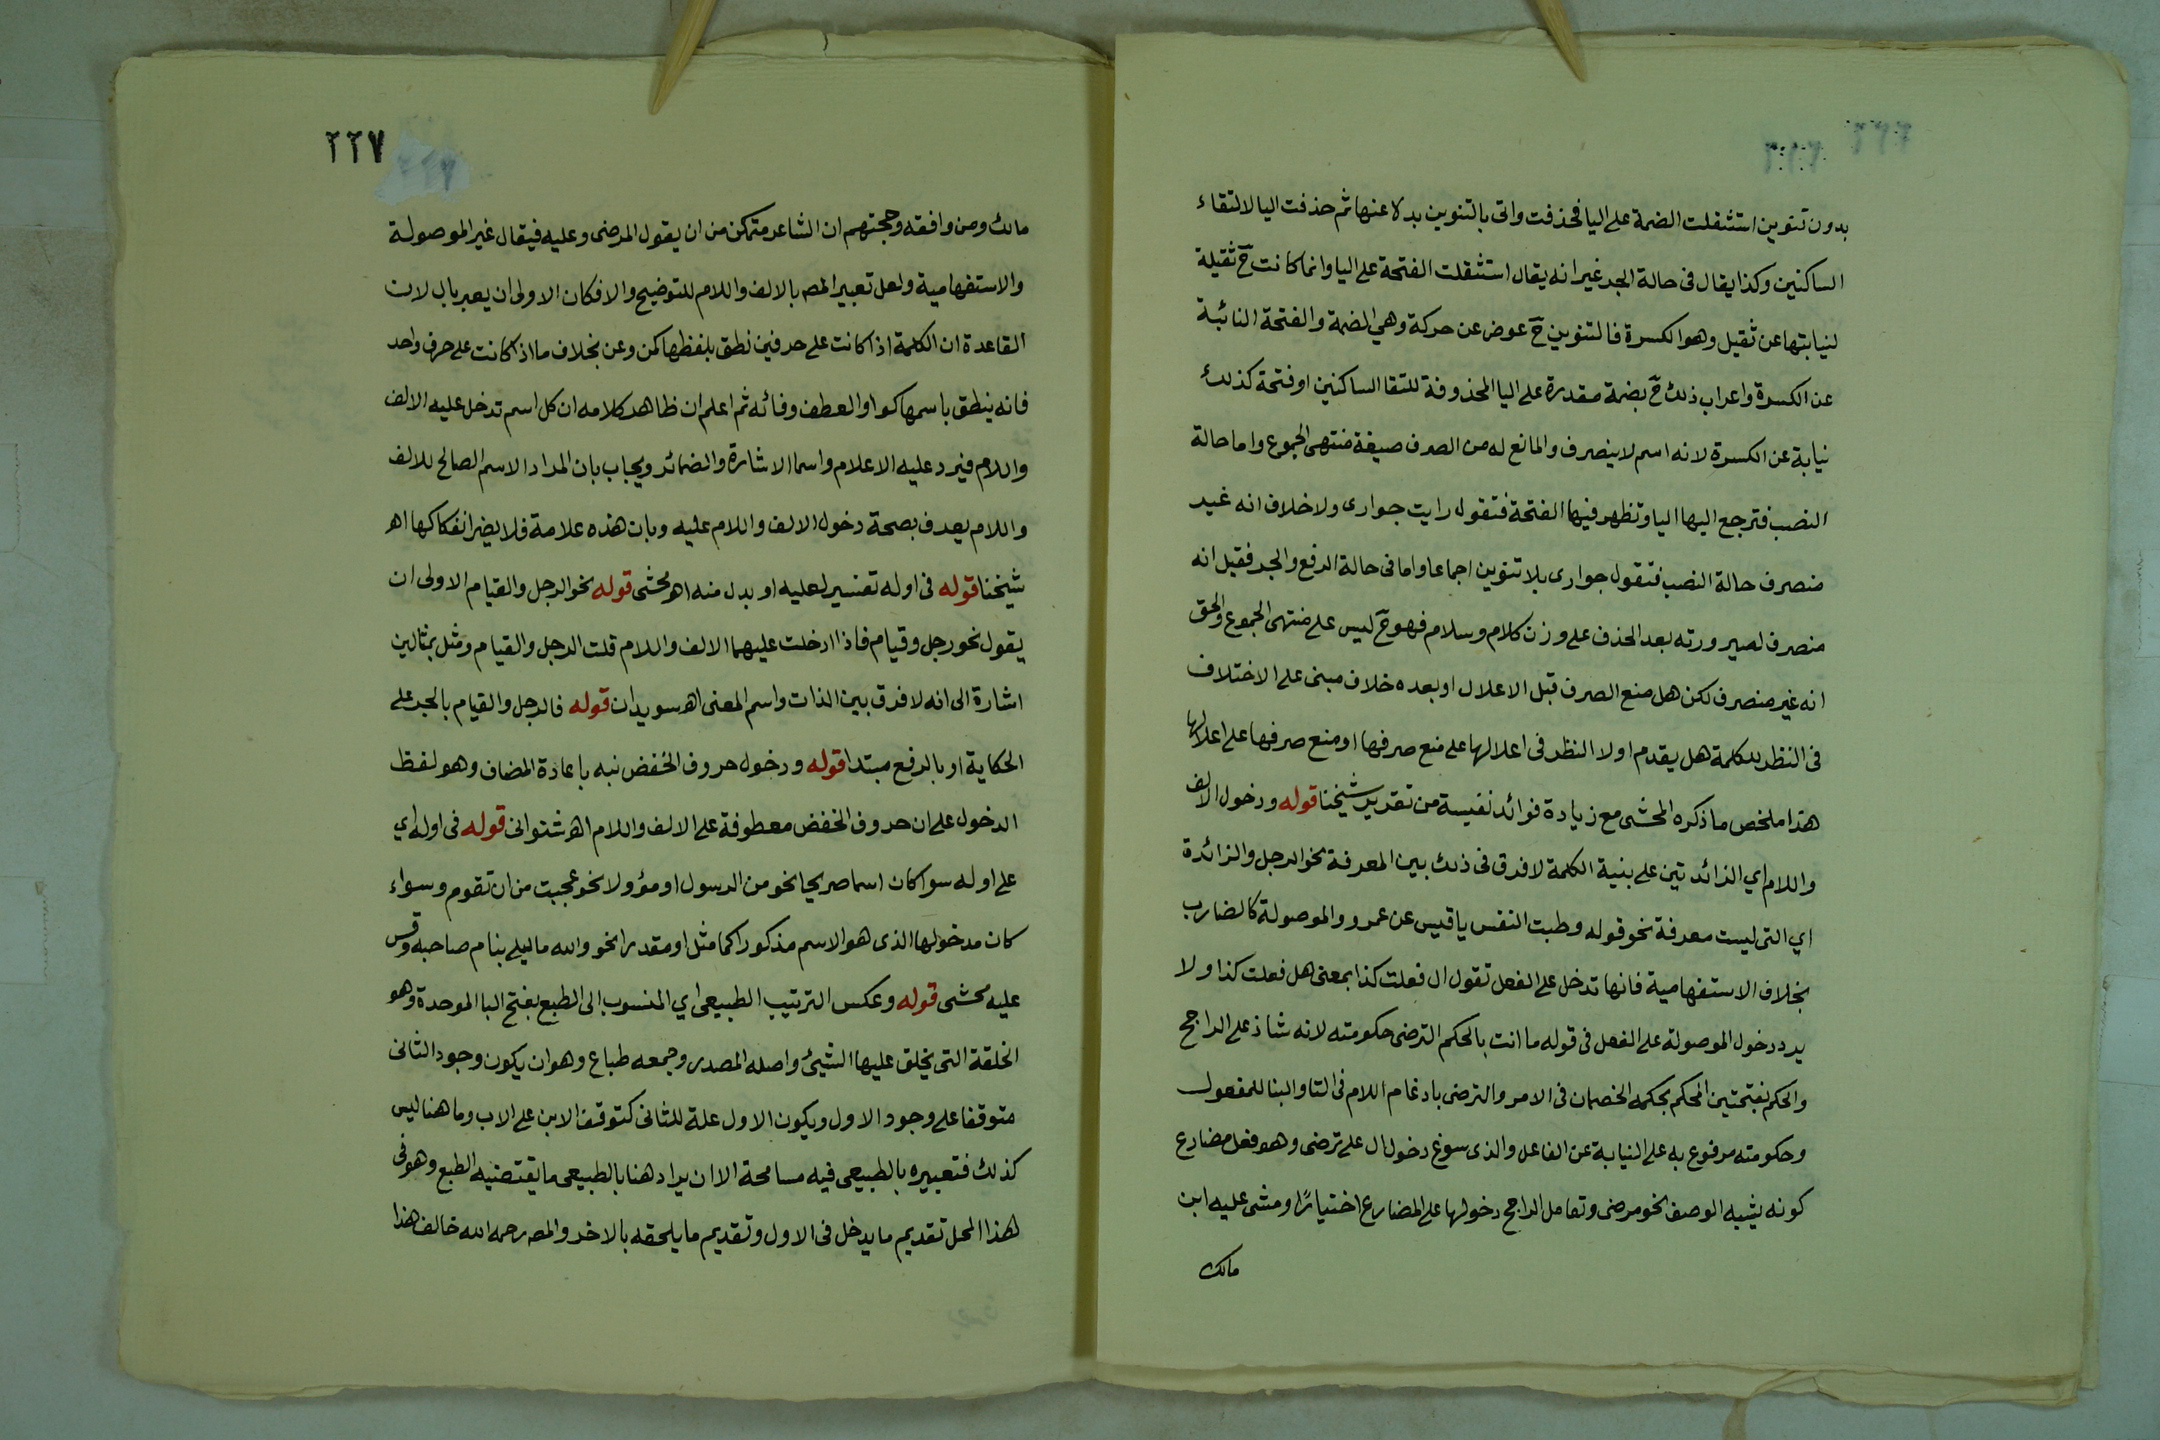 بدون تنوين استثقلت الضمة على اليا فحذفت واتى بالتنوين بدلا عنها ثم حذفت اليا لالتقاء
الساكنين وكذا يقال فى حالة الجر غير انه يقال استثقلت الفتحة على اليا وانما كانت ح ثقيلة
لنيابتها عن ثقيل وهو الكسرة فالتنوين ح عوض عن حركة وهي الضمة والفتحة النائبة
عن الكسرة واعراب ذلك ح بضمة مقدرة على اليا المحذوفة للتقا الساكنين او فتحة كذلك
نيابة عن الكسرة لانه اسم لا ينصرف والمانع له من الصرف صيغة منتهى الجموع واما حالة
النصب فترجع اليها اليا وتظهر فيها الفتحة فتقول رايت جوارى ولا خلاف انه غير
منصرف حالة النصب فتقول جوارى بلا تنوين اجماعا واما فى حالة الرفع والجر فقيل انه
منصرف لصيرورته بعد الحذف على وزن كلام وسلام فهو ح ليس على منتهى الجموع والحق
انه غير منصرف لكن هل منع الصرف قبل الاعلال او بعده خلاف مبنى على الاختلاف
فى النظر للكلمة هل يقدم اولا النظر فى اعلالها على منع صرفها او منع صرفها على اعلالها
هذا ملخص ما ذكره المحشى مع زيادة فوائد نفيسة من تقرير شيخنا قوله ودخول الالف
واللام اي الزائدتين على بنية الكلمة لا فرق فى ذلك بين المعرفة نحو الرجل والزائدة
اي التى ليست معرفة نحو قوله وطبت النفس يا قيس عن عمرو والموصولة كالضارب
بخلاف الاستفهامية فانها تدخل على الفعل تقول ال فعلت كذا بمعنى هل فعلت كذا ولا
يرد دخول الموصولة على الفعل فى قوله ما انت بالحكم الترضى حكومته لانه شاذ على الراجح
والحكم بفتحتين المحكم يحكمه الخصمان فى الامر والترضى بادغام اللام فى التا والبنا للمفعول
وحكومته مرفوع به على النيابة عن الفاعل والذى سوغ دخول ال على ترضى وهو فعل مضارع
كونه يشبه الوصف نحو مرضى وتعامل الراجح دخولها على المضارع اختيارًا ومشى عليه ابن
مالك
٢٢٧
مالك ومن وافقه وحجتهم ان الشاعر متمكن من ان يقول المرضى وعليه فيقال غير الموصولة
والاستفهامية ولعل تعبير المص بالالف واللام للتوضيح والا فكان الاولى ان يعبر بال لان
القاعدة ان الكلمة اذا كانت على حرفين نطق بلفظها كمن وعن بخلاف ما اذا كانت على حرف واحد
فانه ينطق باسمها كواو العطف وفائه ثم اعلم ان ظاهر كلامه ان كل اسم تدخل عليه الالف
واللام فيرد عليه الاعلام واسما الاشارة والضمائر ويجاب بان المراد الاسم الصالح للالف
واللام يعرف بصحة دخول الالف واللام عليه وبان هذه علامة فلا يضر انفكاكها اهـ
شيخنا قوله فى اوله تفسير لعليه او بدل منه اهـ محشى قوله نحو الرجل والقيام الاولى ان
يقول نحو رجل وقيام فاذا ادخلت عليهما الالف واللام قلت الرجل والقيام ومثل بمثالين
اشارة الى انه لا فرق بين الذات واسم المعنى اهـ سويدان قوله فالرجل والقيام بالجر على
الحكاية او بالرفع مبتدا قوله ودخول حروف الخفض نبه باعادة المضاف وهو لفظ
الدخول على ان حروف الخفض معطوفة على الالف واللام اهـ شنوانى قوله فى اوله اي
على اوله سوا كان اسما صريحا نحو من الرسول او مؤولا نحو عجبت من ان تقوم وسواء
كان مدخولها الذى هو الاسم مذكورا كما مثل او مقدرا نحو والله ما ليلي بنام صاحبه وقس
عليه محشى قوله وعكس الترتيب الطبيعى اي المنسوب الى الطبع بفتح البا الموحدة وهو
الخلقة التى يخلق عليها الشيئ واصله المصدر وجمعه طباع وهو ان يكون وجود الثانى
متوقفا على وجود الاول ويكون الاول علة للثانى كتوقف الابن على الاب وما هنا ليس
كذلك فتعبيره بالطبيعى فيه مسامحة الا ان يراد هنا بالطبيعى ما يقتضيه الطبع وهو فى
هذا المحل تقديم ما يدخل فى الاول وتقديم ما يلحقه بالاخر والمص رحمه الله خالف هذا